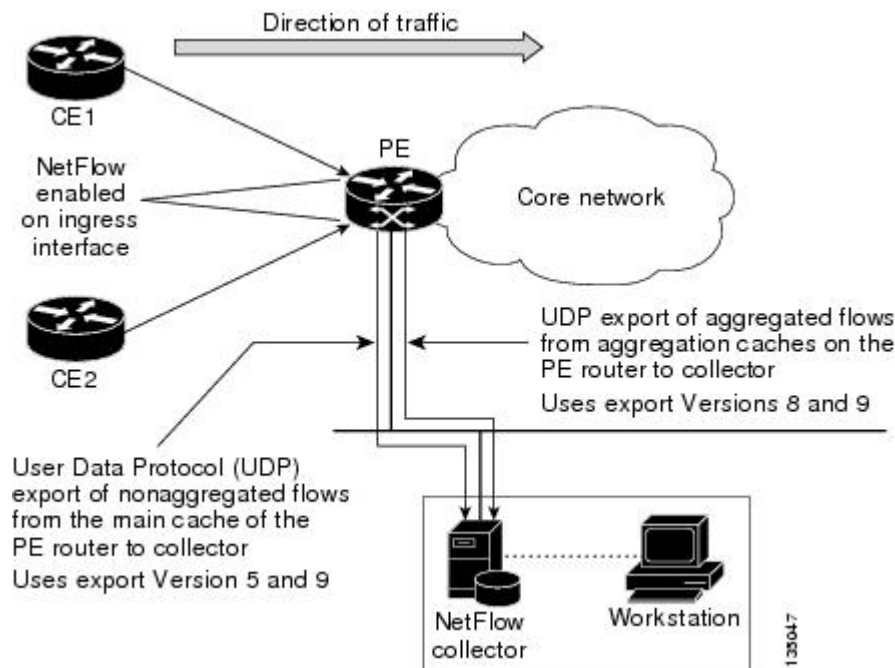 Direction of traffic
CE1
PE
NetFlow
enabled
on ingress
interface
Core network
CE2
UDP export of aggregated flows
from aggregation caches on the
PE router to collector
Uses export Versions 8 and 9
User Data Protocol (UDP)
export of nonaggregated flows
from the main cache of the
PE router to collector
Uses export Version 5 and 9
NetFlow
collector
Workstation
135047